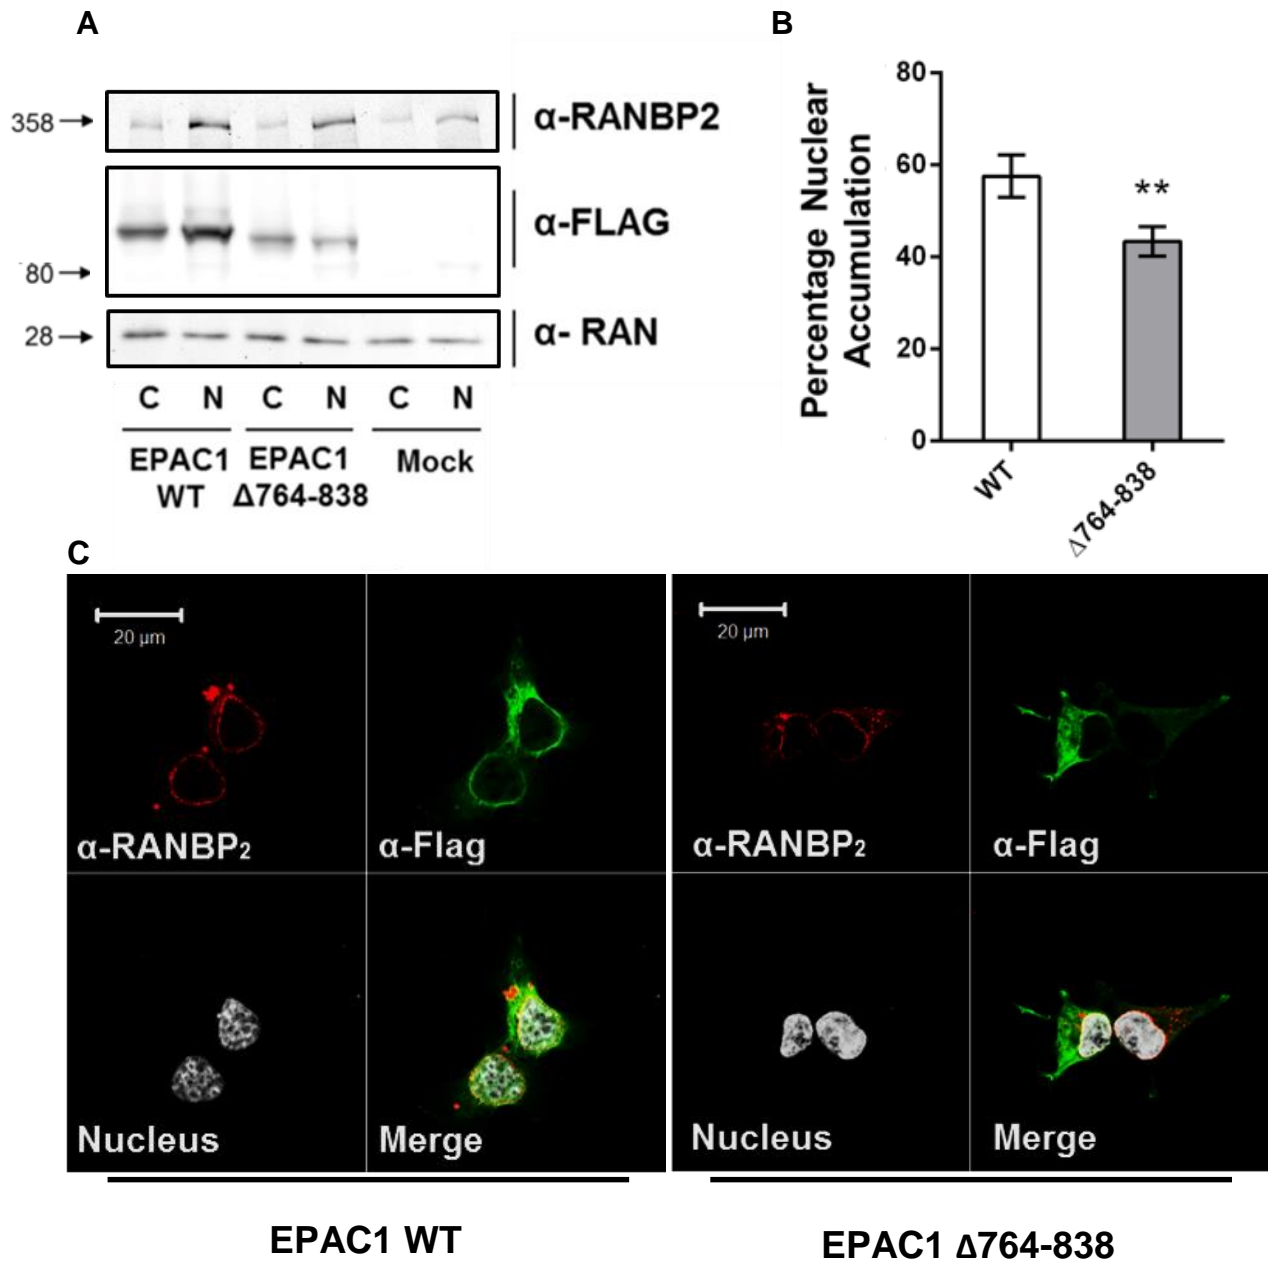 A
358
α-RANBP2
α-FLAG
80
28
α- RAN
C N C N C N
EPAC1 WT
EPAC1 Δ764-838
Mock
B
Percentage Nuclear
Accumulation
80
60
40
20
0
**
WT
Δ764-838
C
20 µm
α-RANBP2
α-Flag
Nucleus
Merge
20 µm
α-RANBP2
α-Flag
Nucleus
Merge
EPAC1 WT
EPAC1 Δ764-838